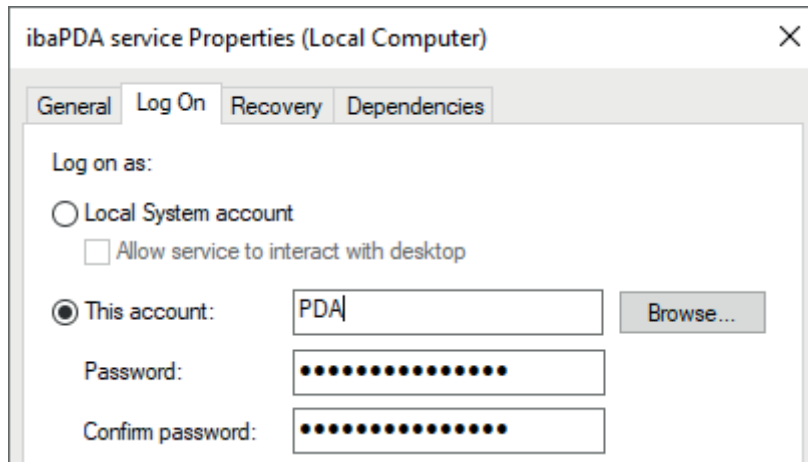 ibaPDA service Properties (Local Computer)
General Log On Recovery Dependencies
Log on as:
Local System account
Allow service to interact with desktop
This account: PDA Browse...
Password: •••••••••••••••
Confirm password: •••••••••••••••